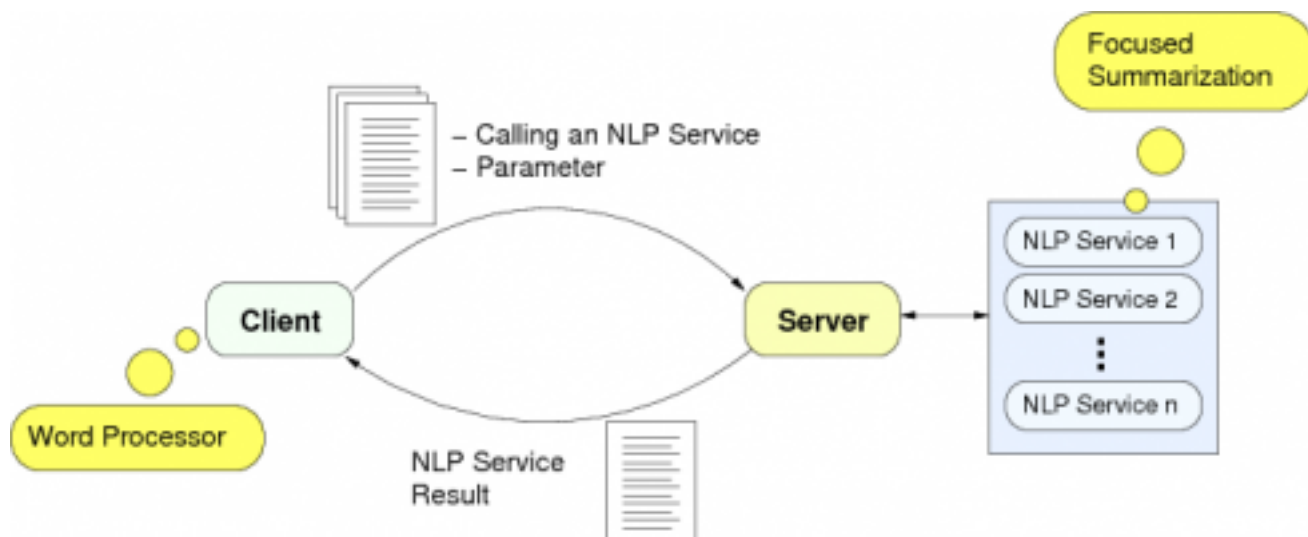 Focused
Summarization
– Calling an NLP Service
– Parameter
NLP Service 1
NLP Service 2
NLP Service n
Client
Server
Word Processor
NLP Service
Result